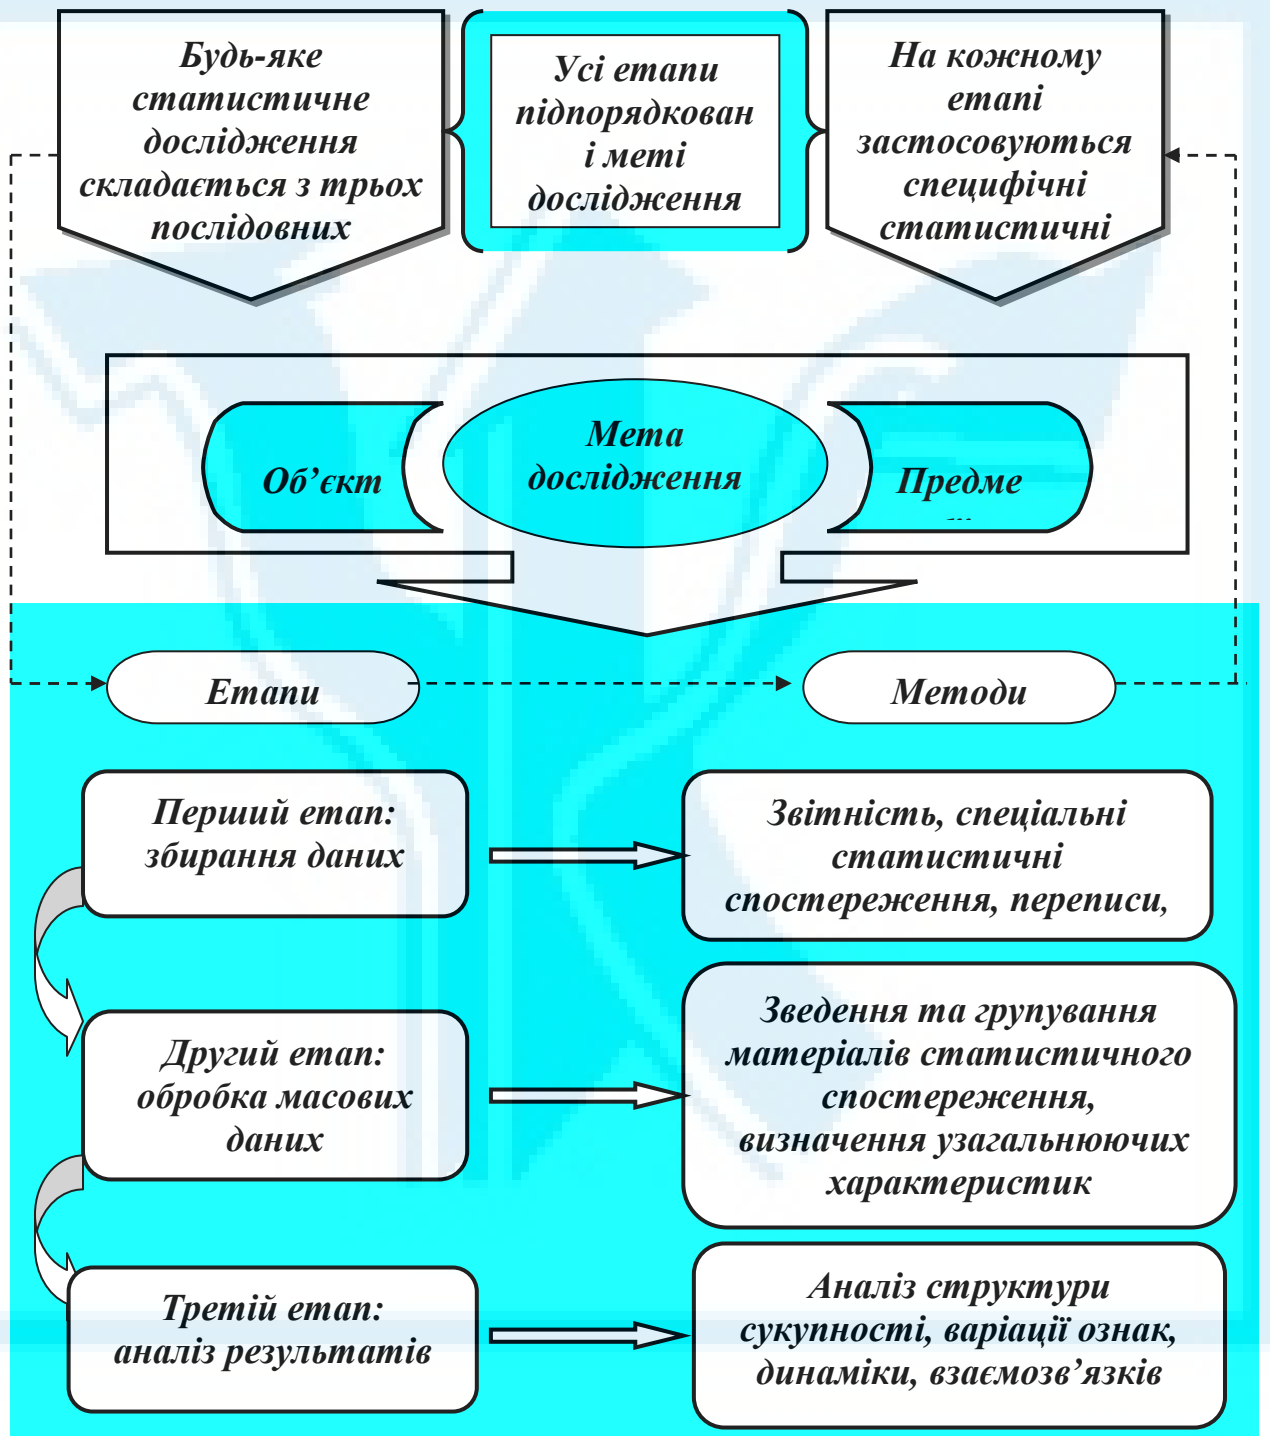 Будь-яке
статистичне
дослідження
складається з трьох
послідовних
Усі етапи
підпорядкован
і меті
дослідження
На кожному
етапі
застосовуються
специфічні
статистичні
Об’єкт
Мета
дослідження
Предме
Етапи
Методи
Перший етап:
збирання даних
Звітність, спеціальні
статистичні
спостереження, переписи,
Другий етап:
обробка масових
даних
Зведення та групування
матеріалів статистичного
спостереження,
визначення узагальнюючих
характеристик
Третій етап:
аналіз результатів
Аналіз структури
сукупності, варіації ознак,
динаміки, взаємозв’язків